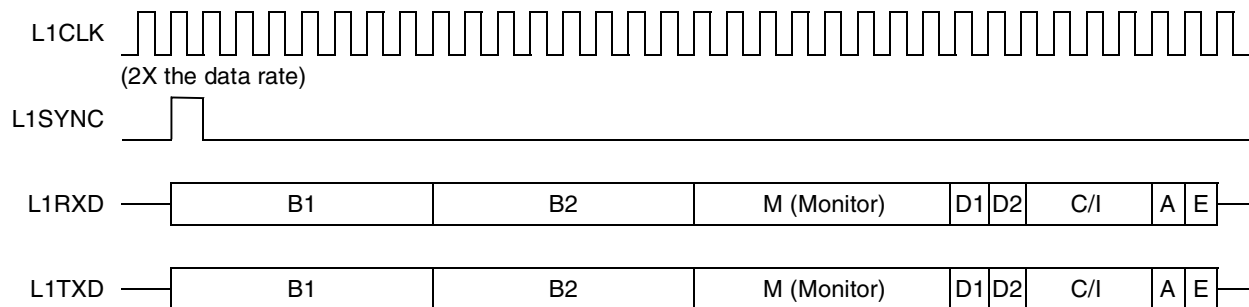 L1CLK
(2X the data rate)
L1SYNC
L1RXD B1 B2 M (Monitor) D1 D2 C/I A E
L1TXD B1 B2 M (Monitor) D1 D2 C/I A E